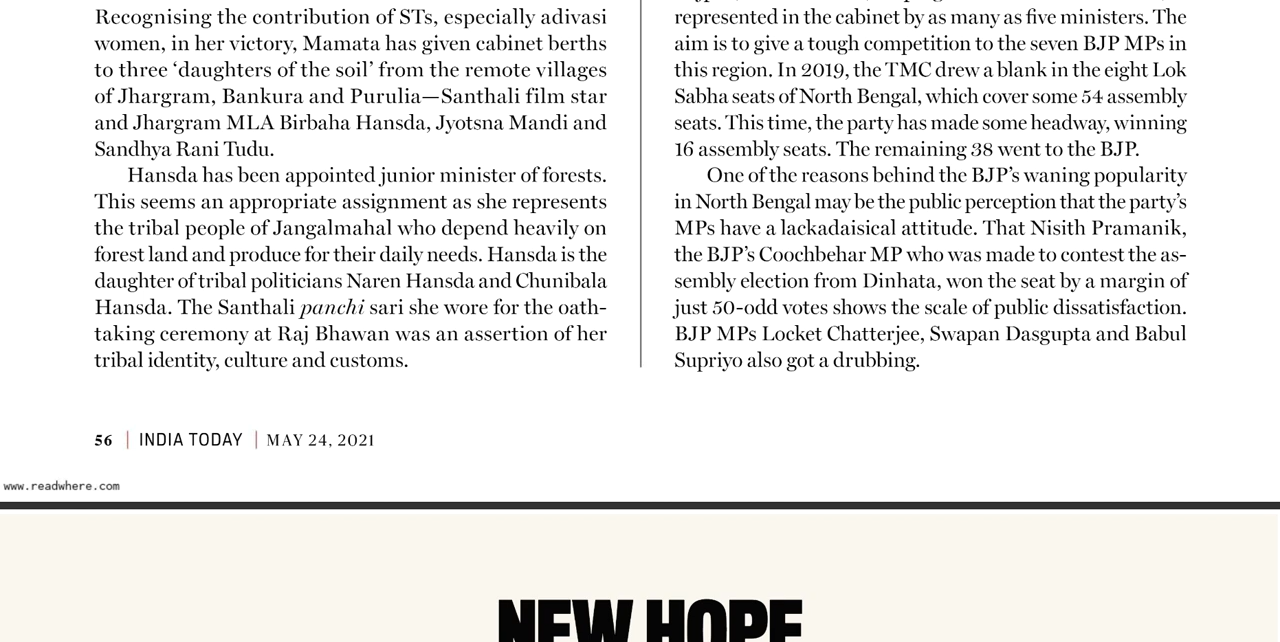 Recognising the contribution of STs, especially adivasi
women, in her victory, Mamata has given cabinet berths
to three ‘daughters of the soil’ from the remote villages
of Jhargram, Bankura and Purulia—Santhali film star
and Jhargram MLA Birbaha Hansda, Jyotsna Mandi and
Sandhya Rani Tudu.
Hansda has been appointed junior minister of forests.
This seems an appropriate assignment as she represents
the tribal people of Jangalmahal who depend heavily on
forest land and produce for their daily needs. Hansda is the
daughter of tribal politicians Naren Hansda and Chunibala
Hansda. The Santhali panchi sari she wore for the oath-
taking ceremony at Raj Bhawan was an assertion of her
tribal identity, culture and customs.
represented in the cabinet by as many as five ministers. The
aim is to give a tough competition to the seven BJP MPs in
this region. In 2019, the TMC drew a blank in the eight Lok
Sabha seats of North Bengal, which cover some 54 assembly
seats. This time, the party has made some headway, winning
16 assembly seats. The remaining 38 went to the BJP.
One of the reasons behind the BJP’s waning popularity
in North Bengal may be the public perception that the party’s
MPs have a lackadaisical attitude. That Nisith Pramanik,
the BJP’s Coochbehar MP who was made to contest the as-
sembly election from Dinhata, won the seat by a margin of
just 50-odd votes shows the scale of public dissatisfaction.
BJP MPs Locket Chatterjee, Swapan Dasgupta and Babul
Supriyo also got a drubbing.
56 | INDIA TODAY | MAY 24, 2021
www.readwhere.com
NEW HOPE